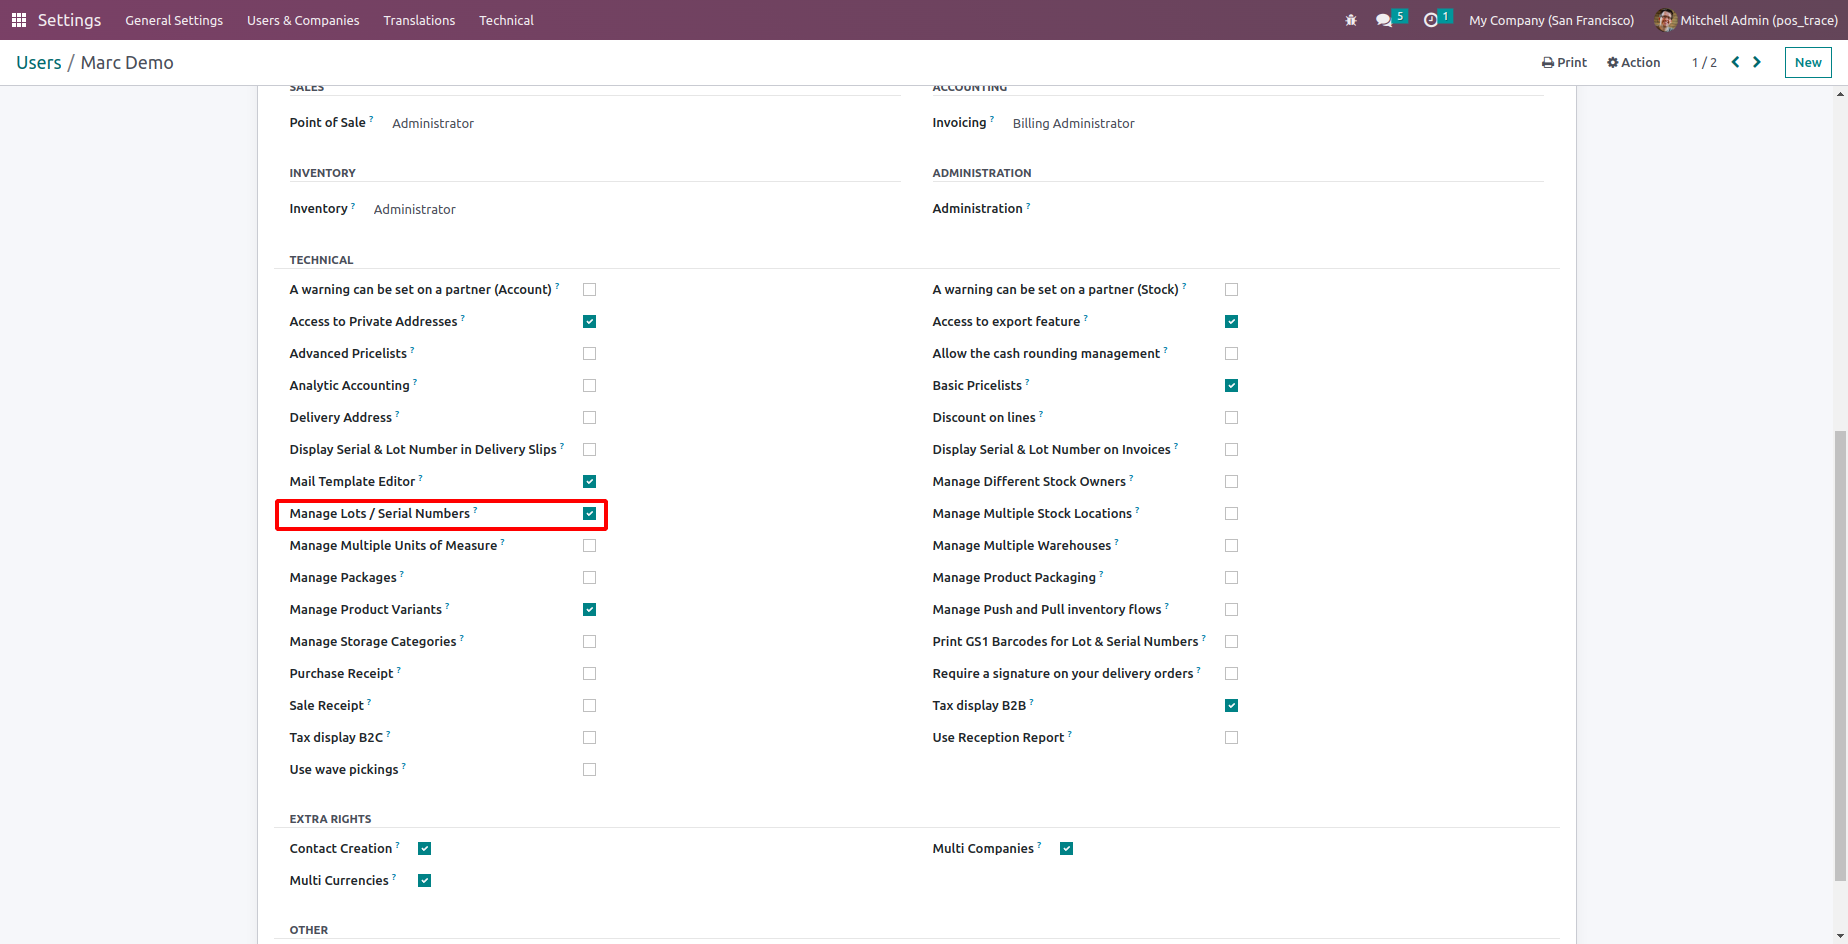 Settings General Settings Users & Companies Translations Technical 5 1 My Company (San Francisco) Mitchell Admin (pos_trace)
Users / Marc Demo Print Action 1 / 2 New
SALES ACCOUNTING
Point of Sale ? Administrator Invoicing ? Billing Administrator
INVENTORY ADMINISTRATION
Inventory ? Administrator Administration ?
TECHNICAL
A warning can be set on a partner (Account) ? A warning can be set on a partner (Stock) ?
Access to Private Addresses ? Access to export feature ?
Advanced Pricelists ? Allow the cash rounding management ?
Analytic Accounting ? Basic Pricelists ?
Delivery Address ? Discount on lines ?
Display Serial & Lot Number in Delivery Slips ? Display Serial & Lot Number on Invoices ?
Mail Template Editor ? Manage Different Stock Owners ?
Manage Lots / Serial Numbers ? Manage Multiple Stock Locations ?
Manage Multiple Units of Measure ? Manage Multiple Warehouses ?
Manage Packages ? Manage Product Packaging ?
Manage Product Variants ? Manage Push and Pull inventory flows ?
Manage Storage Categories ? Print GS1 Barcodes for Lot & Serial Numbers ?
Purchase Receipt ? Require a signature on your delivery orders ?
Sale Receipt ? Tax display B2B ?
Tax display B2C ? Use Reception Report ?
Use wave pickings ?
EXTRA RIGHTS
Contact Creation ? Multi Companies ?
Multi Currencies ?
OTHER